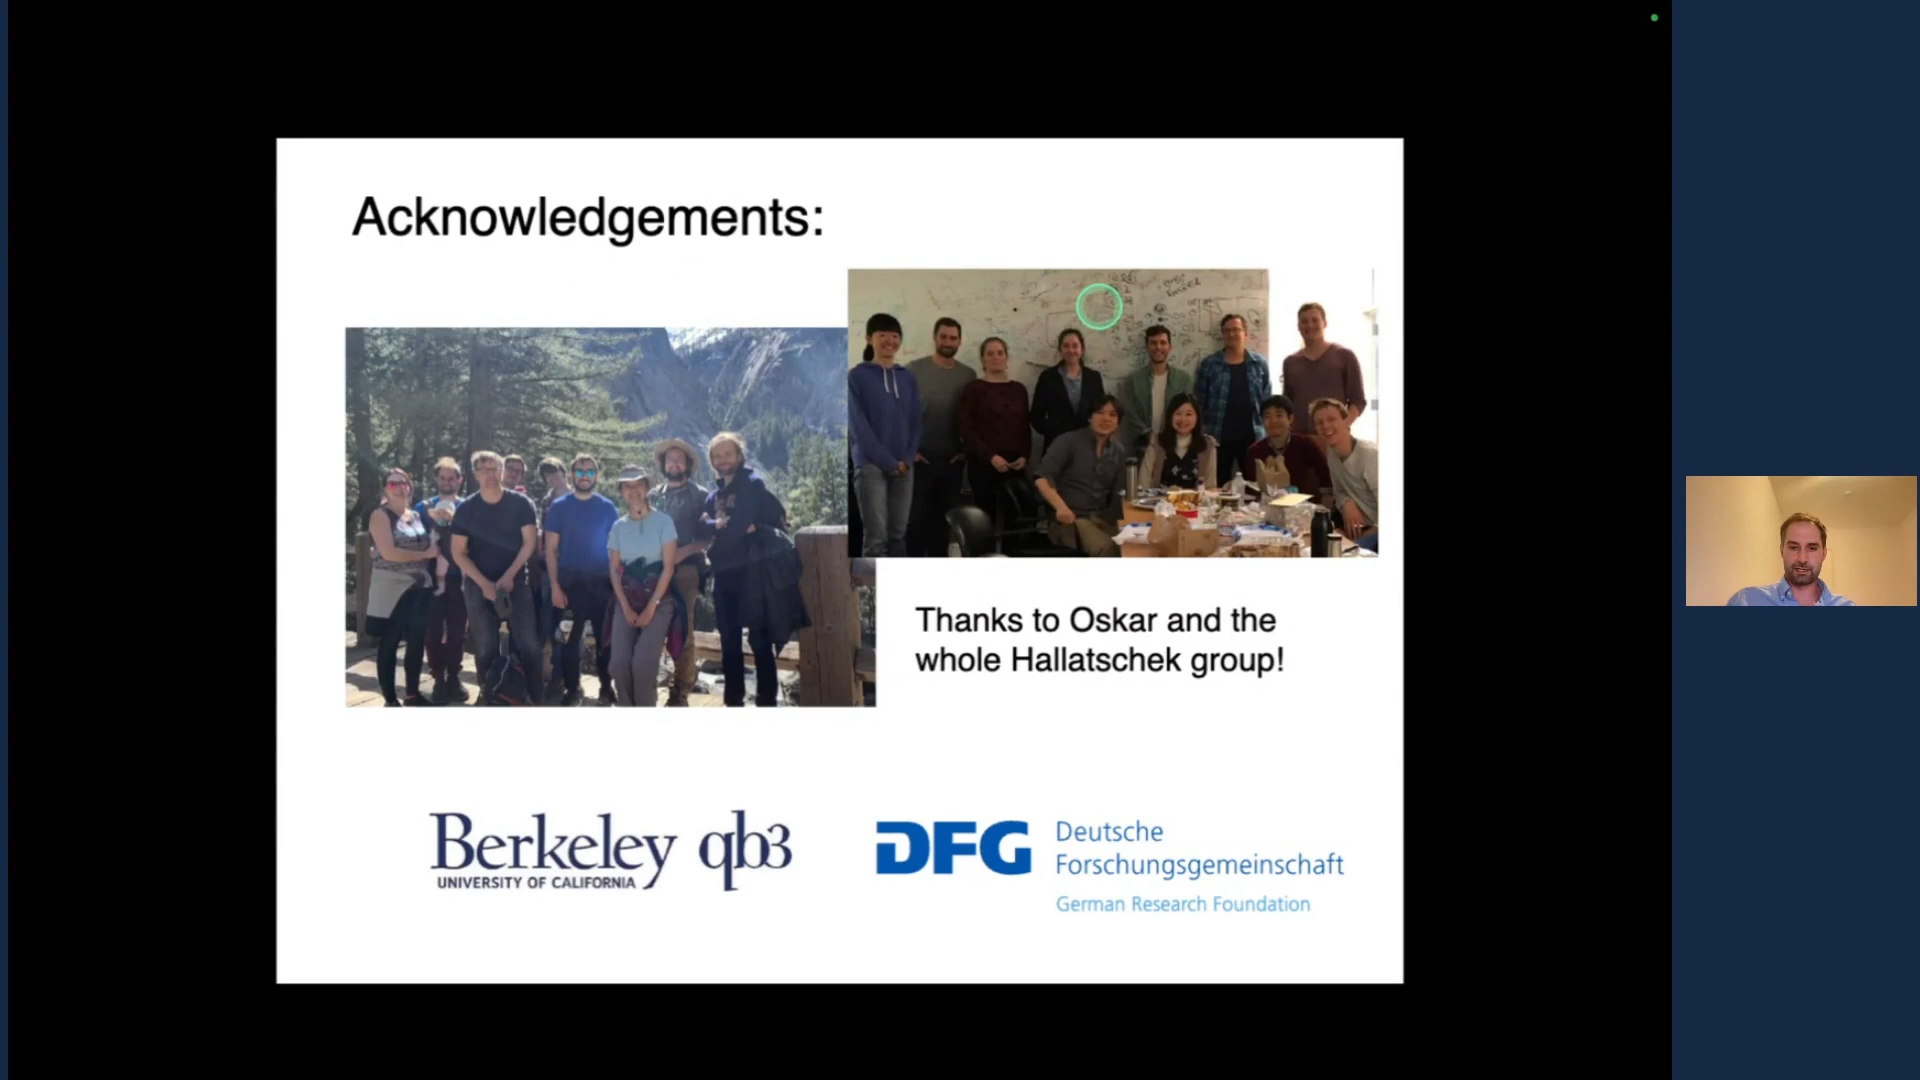 Acknowledgements:
Thanks to Oskar and the
whole Hallatschek group!
Berkeley qb3
UNIVERSITY OF CALIFORNIA
DFG Deutsche
Forschungsgemeinschaft
German Research Foundation